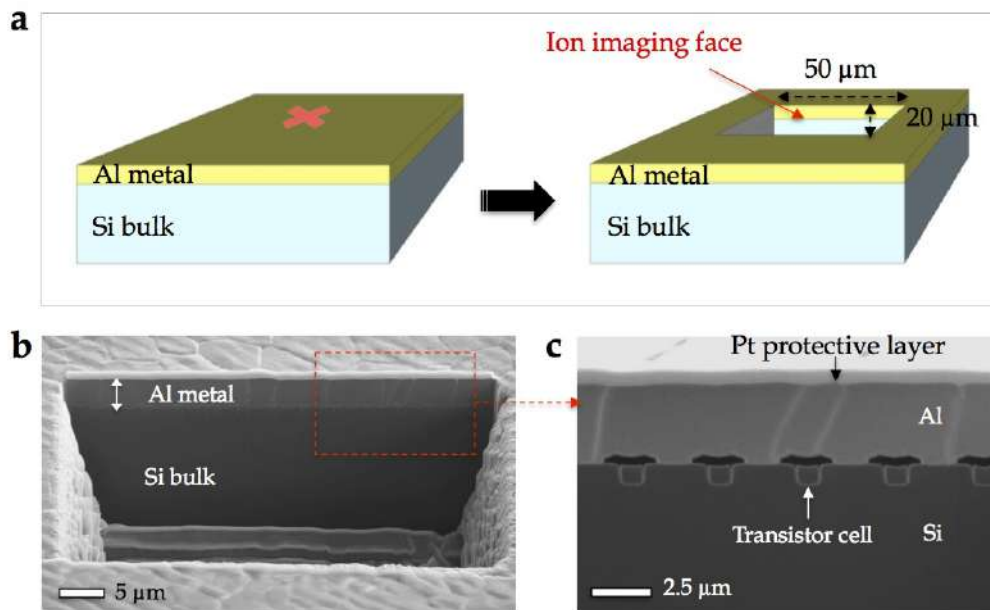 a
Ion imaging face
50 µm
20 µm
Al metal
Si bulk
Al metal
Si bulk
b
Al metal
Si bulk
5 µm
c
Pt protective layer
Al
Transistor cell
Si
2.5 µm